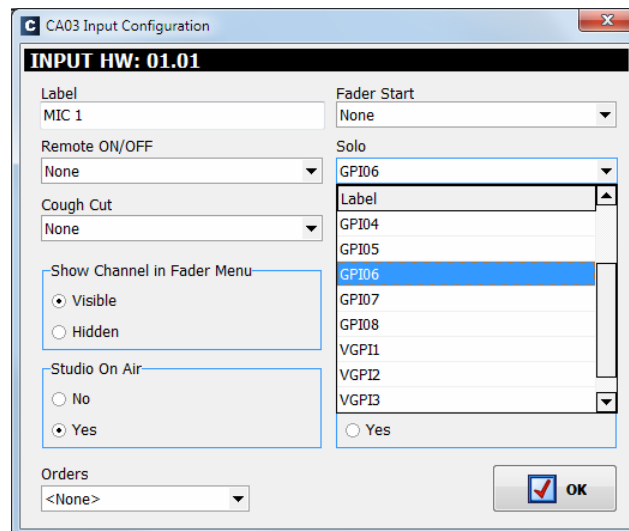 C CA03 Input Configuration
INPUT HW: 01.01
Label
MIC 1
Fader Start
None
Remote ON/OFF
None
Solo
GPI06
Cough Cut
None
Label
GPI04
GPI05
GPI06
GPI07
GPI08
VGPI1
VGPI2
VGPI3
Show Channel in Fader Menu
Visible
Hidden
Studio On Air
No
Yes
Yes
Orders
<None>
OK